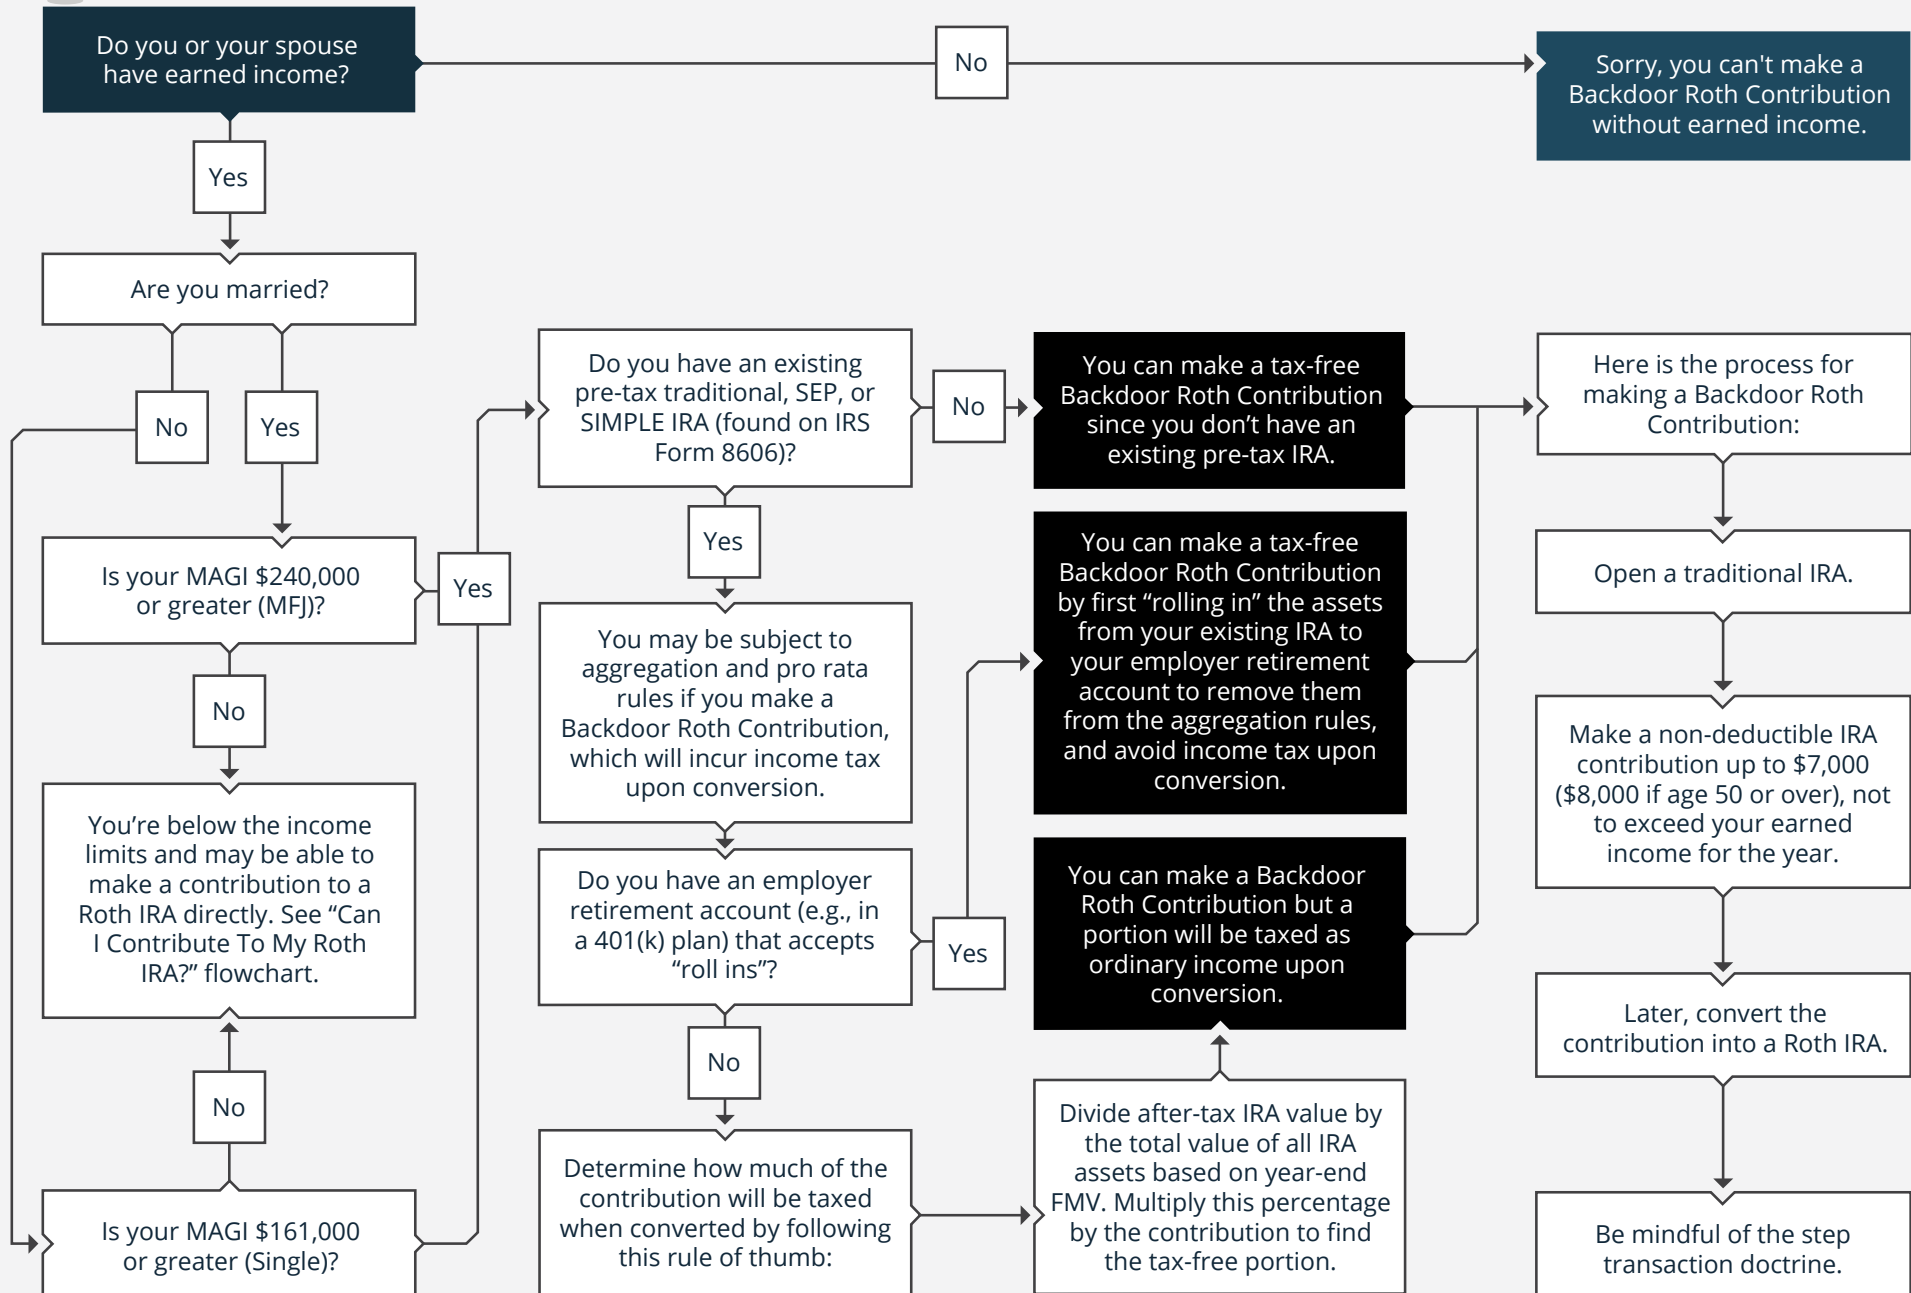 Do you or your spouse
have earned income?
No
Sorry, you can't make a
Backdoor Roth Contribution
without earned income.
Yes
Are you married?
No
Yes
Is your MAGI $240,000
or greater (MFJ)?
Yes
No
You’re below the income
limits and may be able to
make a contribution to a
Roth IRA directly. See “Can
I Contribute To My Roth
IRA?” flowchart.
No
Is your MAGI $161,000
or greater (Single)?
Do you have an existing
pre-tax traditional, SEP, or
SIMPLE IRA (found on IRS
Form 8606)?
No
Yes
You may be subject to
aggregation and pro rata
rules if you make a
Backdoor Roth Contribution,
which will incur income tax
upon conversion.
Do you have an employer
retirement account (e.g., in
a 401(k) plan) that accepts
“roll ins”?
Yes
No
Determine how much of the
contribution will be taxed
when converted by following
this rule of thumb:
You can make a tax-free
Backdoor Roth Contribution
since you don’t have an
existing pre-tax IRA.
You can make a tax-free
Backdoor Roth Contribution
by first “rolling in” the assets
from your existing IRA to
your employer retirement
account to remove them
from the aggregation rules,
and avoid income tax upon
conversion.
You can make a Backdoor
Roth Contribution but a
portion will be taxed as
ordinary income upon
conversion.
Divide after-tax IRA value by
the total value of all IRA
assets based on year-end
FMV. Multiply this percentage
by the contribution to find
the tax-free portion.
Here is the process for
making a Backdoor Roth
Contribution:
Open a traditional IRA.
Make a non-deductible IRA
contribution up to $7,000
($8,000 if age 50 or over), not
to exceed your earned
income for the year.
Later, convert the
contribution into a Roth IRA.
Be mindful of the step
transaction doctrine.